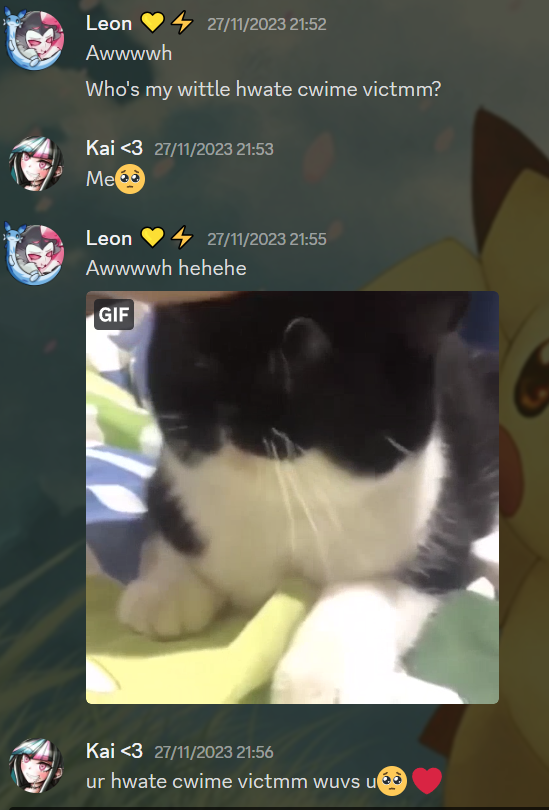 Leon 💛 ⚡ 27/11/2023 21:52
Awwwwh
Who's my wittle hwate cwime victmm?
Kai <3 27/11/2023 21:53
Me🥺
Leon 💛 ⚡ 27/11/2023 21:55
Awwwwh hehehe
GIF
Kai <3 27/11/2023 21:56
ur hwate cwime victmm wuvs u🥺 ❤️